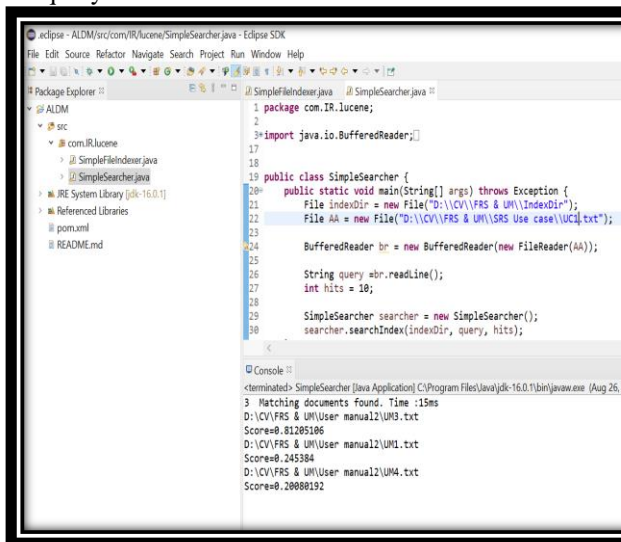 .eclipse - ALDM/src/com/IR/lucene/SimpleSearcher.java - Eclipse SDK
File Edit Source Refactor Navigate Search Project Run Window Help
Package Explorer
SimpleFileIndexer.java SimpleSearcher.java
ALDM
src
com.IR.lucene
SimpleFileIndexer.java
SimpleSearcher.java
JRE System Library [jdk-16.0.1]
Referenced Libraries
pom.xml
README.md
1 package com.IR.lucene;
2
3 import java.io.BufferedReader;
17
18
19 public class SimpleSearcher {
20 public static void main(String[] args) throws Exception {
21 File indexDir = new File("D:\\CV\\FRS & UM\\IndexDir");
22 File AA = new File("D:\\CV\\FRS & UM\\SRS Use case\\UC1.txt");
23
24 BufferedReader br = new BufferedReader(new FileReader(AA));
25
26 String query =br.readLine();
27 int hits = 10;
28
29 SimpleSearcher searcher = new SimpleSearcher();
30 searcher.searchIndex(indexDir, query, hits);
Console
<terminated> SimpleSearcher [Java Application] C:\Program Files\Java\jdk-16.0.1\bin\javaw.exe (Aug 26,
3 Matching documents found. Time :15ms
D:\CV\FRS & UM\User manual2\UM3.txt
Score=0.81205106
D:\CV\FRS & UM\User manual2\UM1.txt
Score=0.245384
D:\CV\FRS & UM\User manual2\UM4.txt
Score=0.20080192